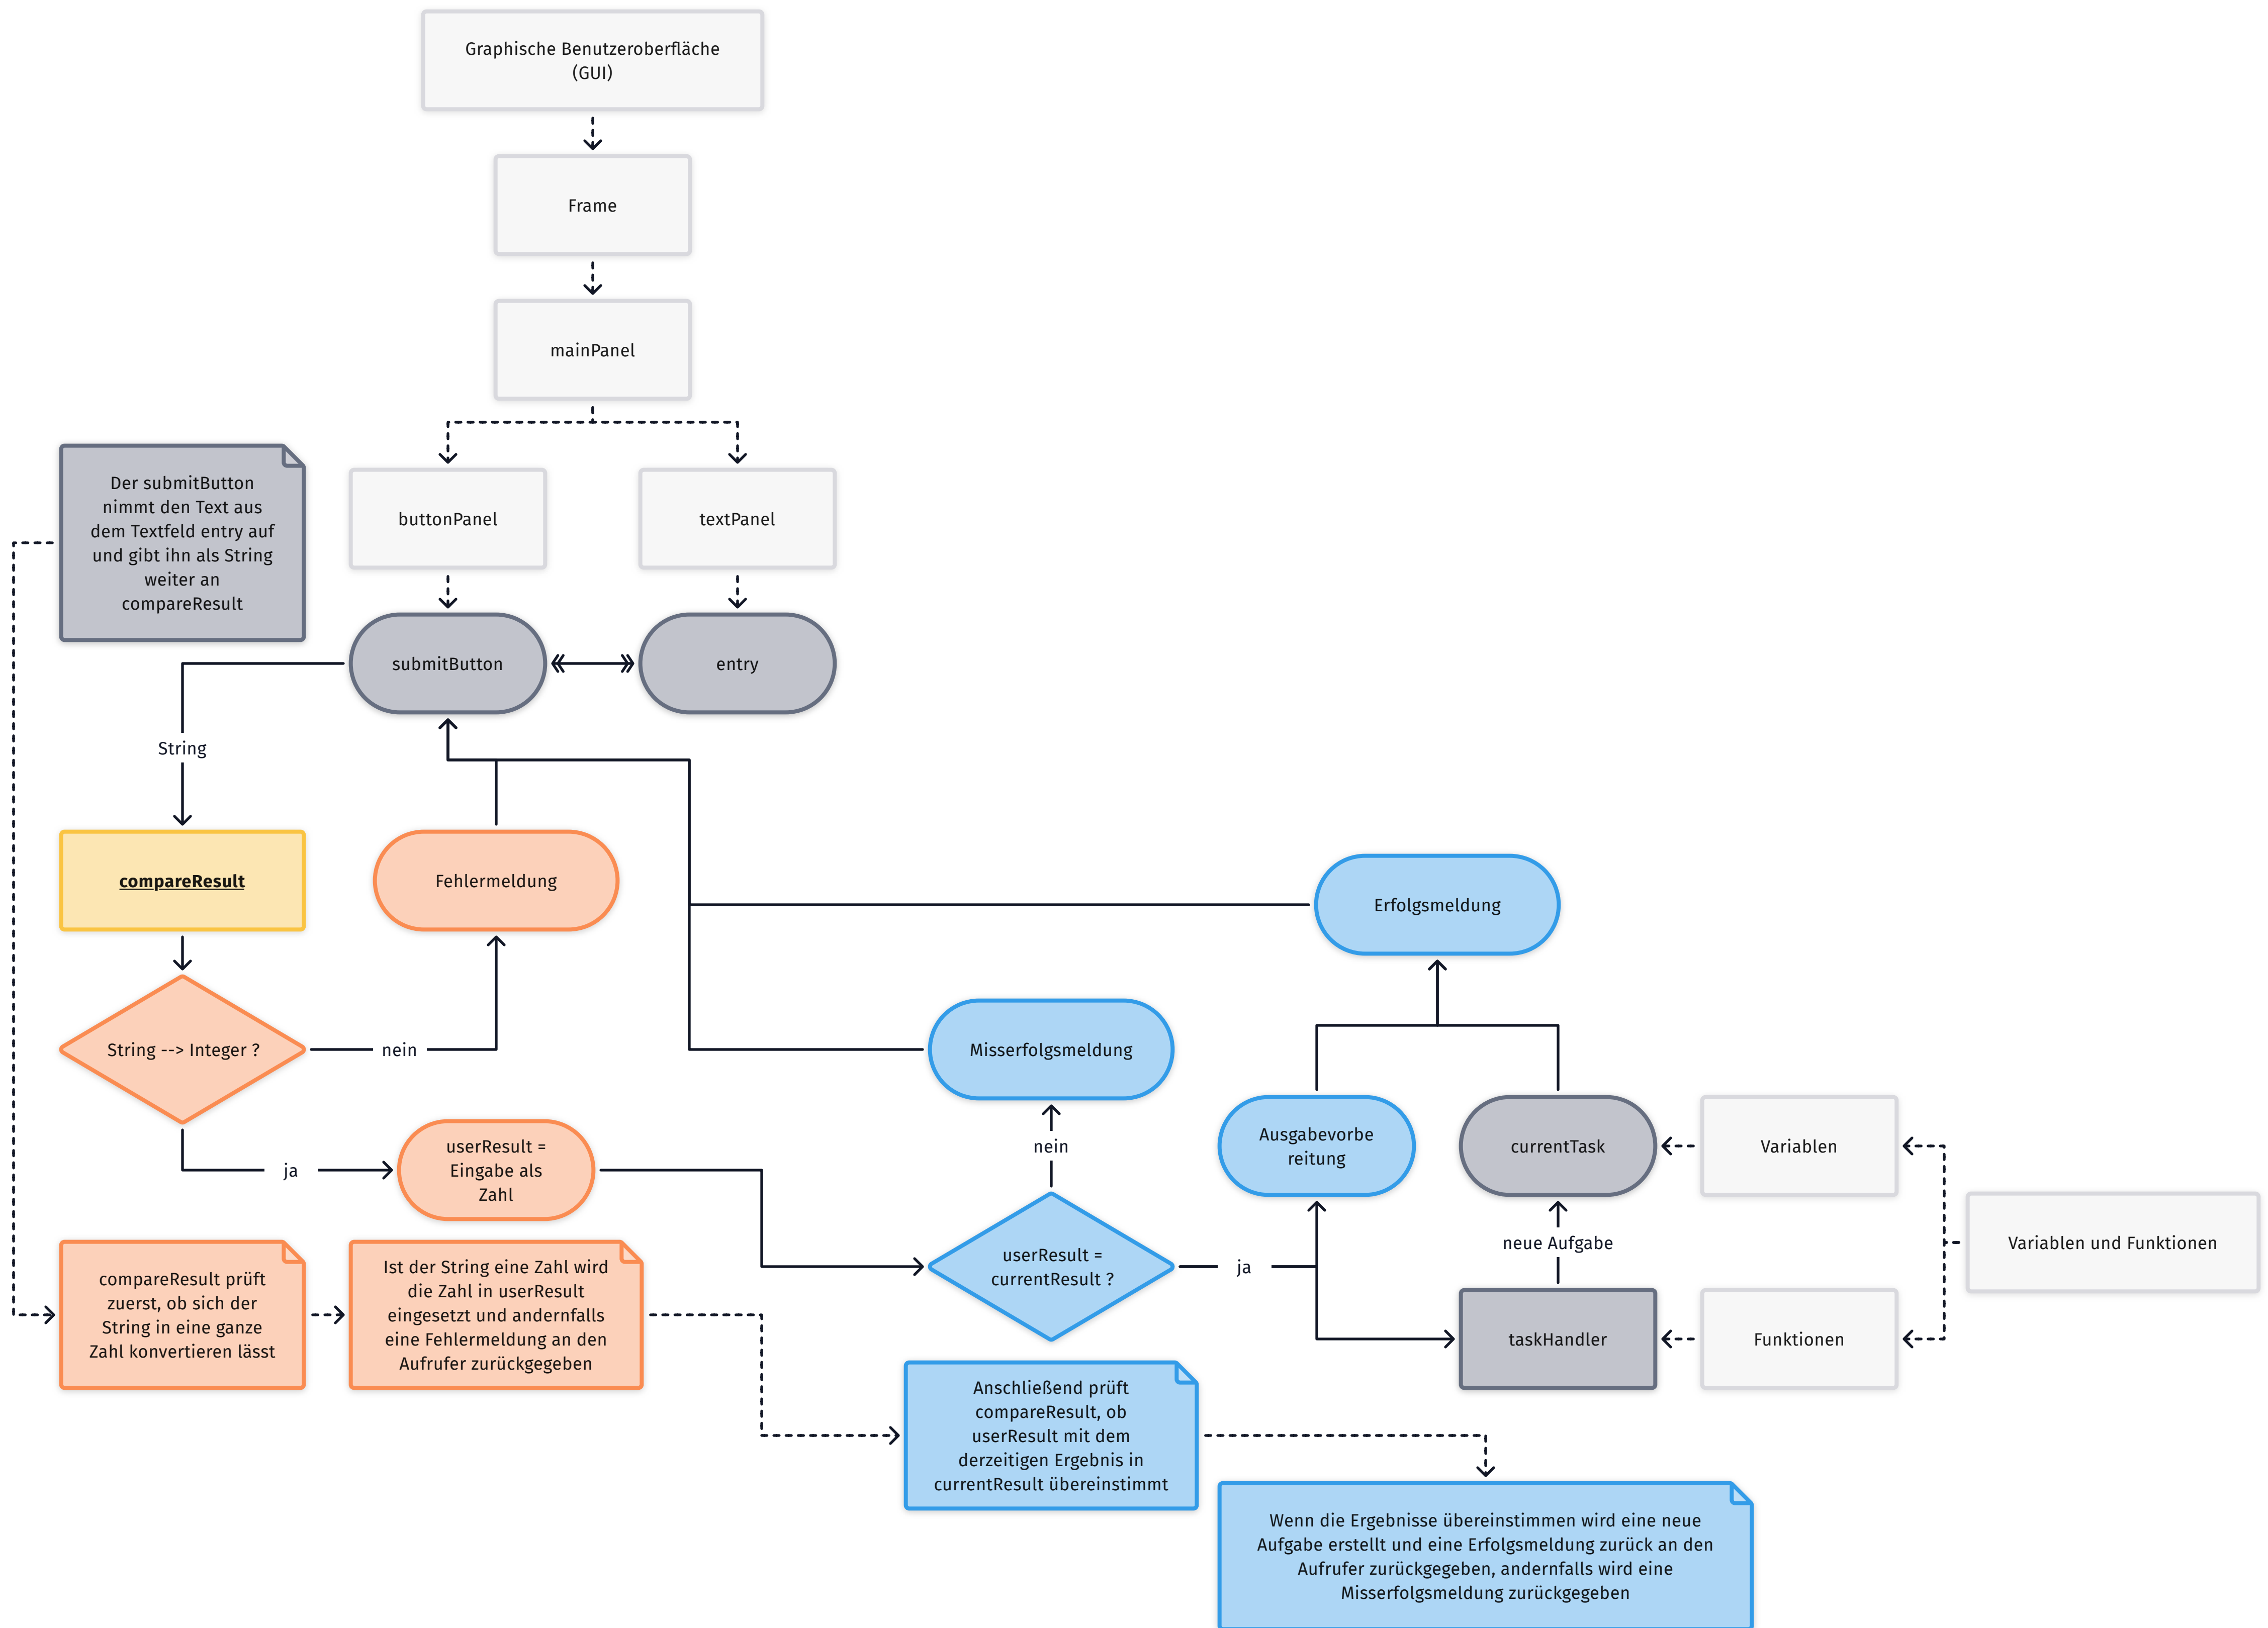 Graphische Benutzeroberfläche
(GUI)
Frame
mainPanel
Der submitButton
nimmt den Text aus
dem Textfeld entry auf
und gibt ihn als String
weiter an
compareResult
buttonPanel
textPanel
submitButton
entry
String
compareResult
Fehlermeldung
Erfolgsmeldung
String --> Integer ?
nein
Misserfolgsmeldung
userResult =
Eingabe als
Zahl
ja
nein
Ausgabevorbe
reitung
currentTask
Variablen
neue Aufgabe
Variablen und Funktionen
userResult =
currentResult ?
ja
compareResult prüft
zuerst, ob sich der
String in eine ganze
Zahl konvertieren lässt
Ist der String eine Zahl wird
die Zahl in userResult
eingesetzt und andernfalls
eine Fehlermeldung an den
Aufrufer zurückgegeben
taskHandler
Funktionen
Anschließend prüft
compareResult, ob
userResult mit dem
derzeitigen Ergebnis in
currentResult übereinstimmt
Wenn die Ergebnisse übereinstimmen wird eine neue
Aufgabe erstellt und eine Erfolgsmeldung zurück an den
Aufrufer zurückgegeben, andernfalls wird eine
Misserfolgsmeldung zurückgegeben